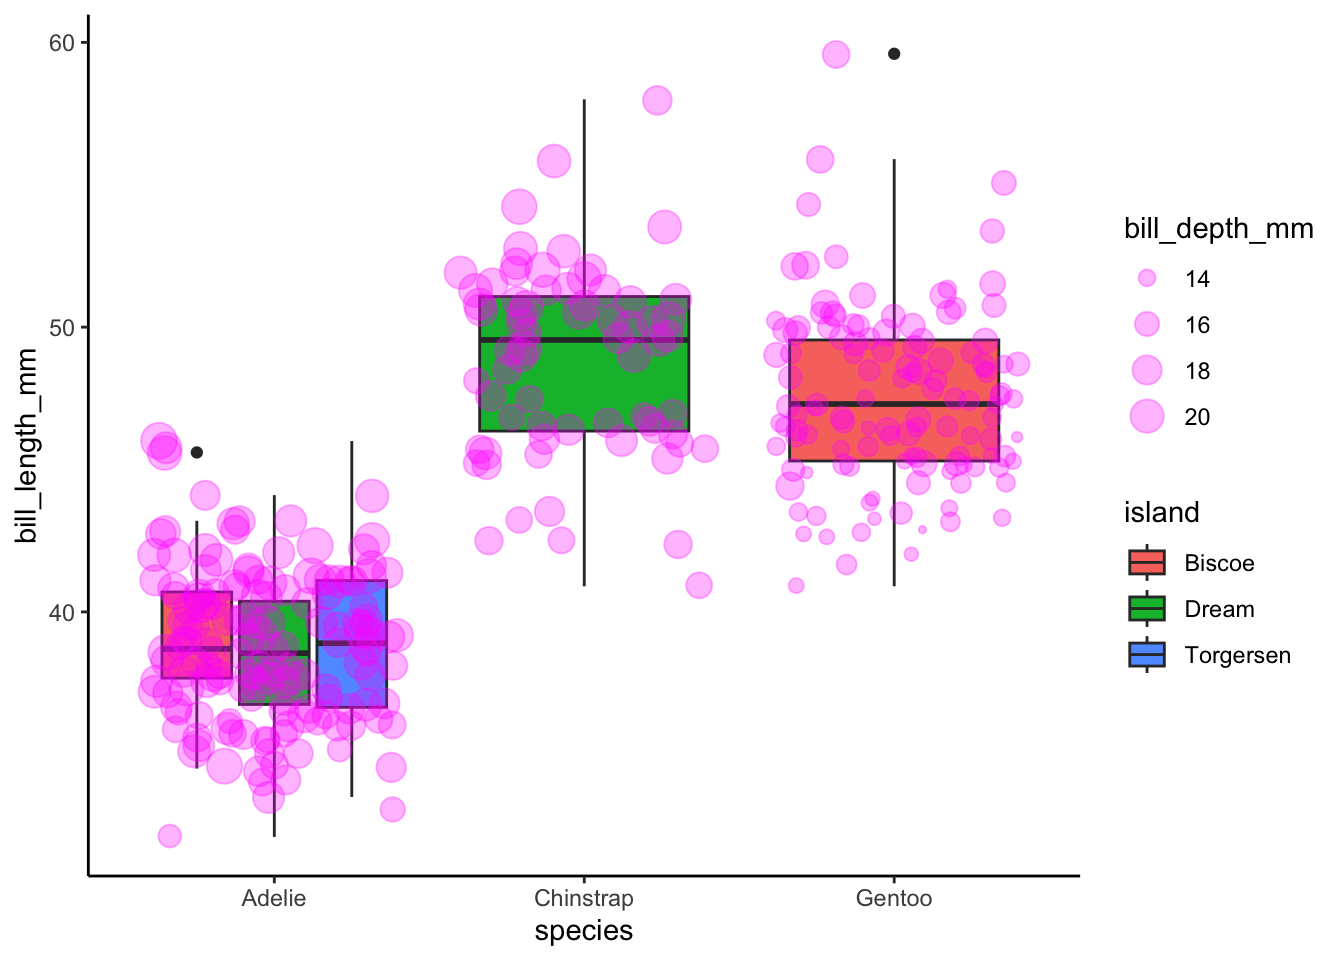 60
50
40
bill_length_mm
Adelie
Chinstrap
Gentoo
species
bill_depth_mm
14
16
18
20
island
Biscoe
Dream
Torgersen